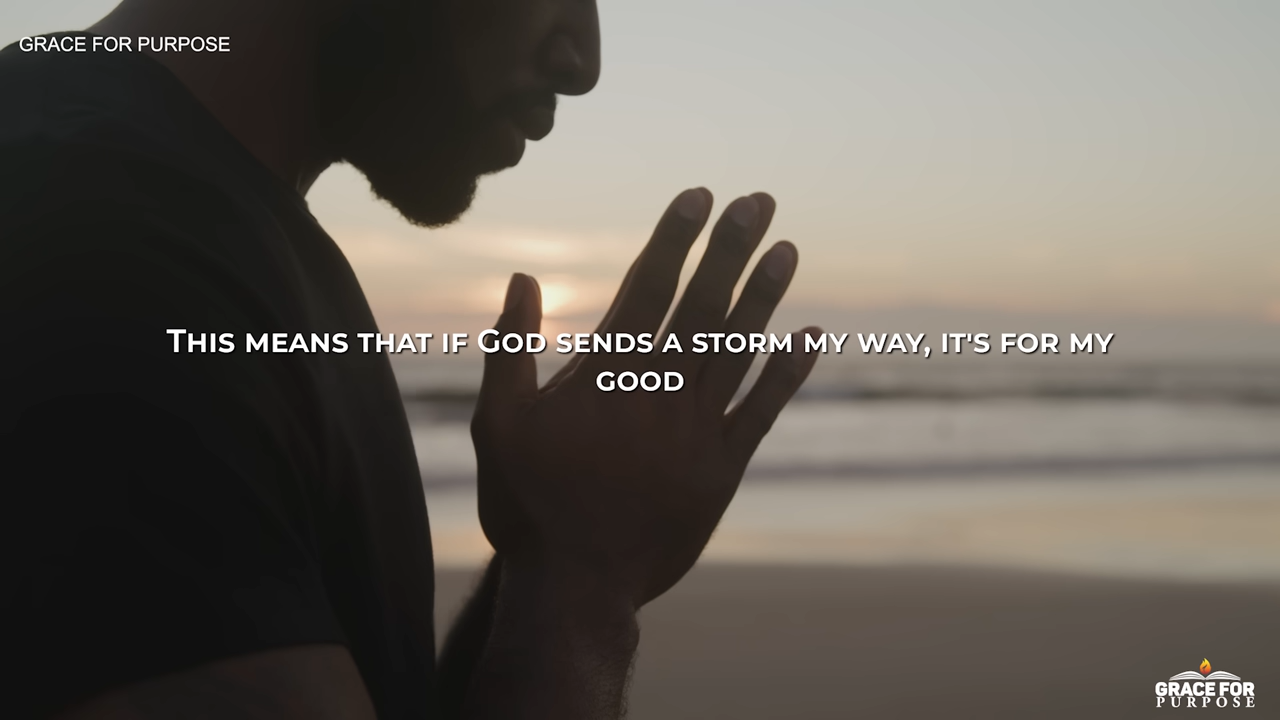 GRACE FOR PURPOSE
This means that if God sends a storm my way, it's for my
good
GRACE FOR
PURPOSE